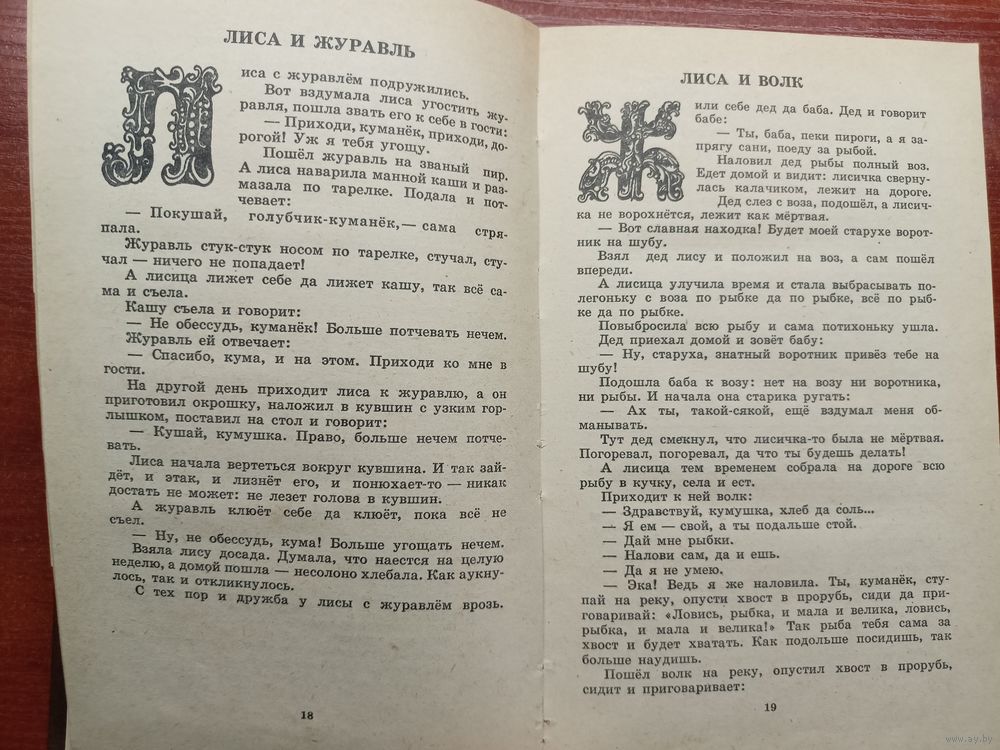 ЛИСА И ЖУРАВЛЬ
Лиса с журавлём подружились.
Вот вздумала лиса угостить жу-
равля, пошла звать его к себе в гости:
— Приходи, куманёк, приходи, до-
рогой! Уж я тебя угощу.
Пошёл журавль на званый пир.
А лиса наварила манной каши и раз-
мазала по тарелке. Подала и пот-
чевает:
— Покушай, голубчик-куманёк,— сама стря-
пала.
Журавль стук-стук носом по тарелке, стучал, сту-
чал — ничего не попадает!
А лисица лижет себе да лижет кашу, так всё са-
ма и съела.
Кашу съела и говорит:
— Не обессудь, куманёк! Больше потчевать нечем.
Журавль ей отвечает:
— Спасибо, кума, и на этом. Приходи ко мне в
гости.
На другой день приходит лиса к журавлю, а он
приготовил окрошку, наложил в кувшин с узким гор-
лышком, поставил на стол и говорит:
— Кушай, кумушка. Право, больше нечем потче-
вать.
Лиса начала вертеться вокруг кувшина. И так зай-
дёт, и этак, и лизнёт его, и понюхает-то — никак
достать не может: не лезет голова в кувшин.
А журавль клюёт себе да клюёт, пока всё не
съел.
— Ну, не обессудь, кума! Больше угощать нечем.
Взяла лису досада. Думала, что наестся на целую
неделю, а домой пошла — несолоно хлебала. Как аукну-
лось, так и откликнулось.
С тех пор и дружба у лисы с журавлём врозь.
18
ЛИСА И ВОЛК
Жили себе дед да баба. Дед и говорит
бабе:
— Ты, баба, пеки пироги, а я за-
прягу сани, поеду за рыбой.
Наловил дед рыбы полный воз.
Едет домой и видит: лисичка сверну-
лась калачиком, лежит на дороге.
Дед слез с воза, подошёл, а лисич-
ка не ворохнётся, лежит как мёртвая.
— Вот славная находка! Будет моей старухе ворот-
ник на шубу.
Взял дед лису и положил на воз, а сам пошёл
впереди.
А лисица улучила время и стала выбрасывать по-
легоньку с воза по рыбке да по рыбке, всё по рыб-
ке да по рыбке.
Повыбросила всю рыбу и сама потихоньку ушла.
Дед приехал домой и зовёт бабу:
— Ну, старуха, знатный воротник привёз тебе на
шубу!
Подошла баба к возу: нет на возу ни воротника,
ни рыбы. И начала она старика ругать:
— Ах ты, такой-сякой, ещё вздумал меня об-
манывать.
Тут дед смекнул, что лисичка-то была не мёртвая.
Погоревал, погоревал, да что ты будешь делать!
А лисица тем временем собрала на дороге всю
рыбу в кучку, села и ест.
Приходит к ней волк:
— Здравствуй, кумушка, хлеб да соль...
— Я ем — свой, а ты подальше стой.
— Дай мне рыбки.
— Налови сам, да и ешь.
— Да я не умею.
— Эка! Ведь я же наловила. Ты, куманёк, сту-
пай на реку, опусти хвост в прорубь, сиди да при-
говаривай: «Ловись, рыбка, и мала и велика, ловись,
рыбка, и мала и велика!» Так рыба тебя сама за
хвост и будет хватать. Как подольше посидишь, так
больше наудишь.
Пошёл волк на реку, опустил хвост в прорубь,
сидит и приговаривает:
19
www.ay.by